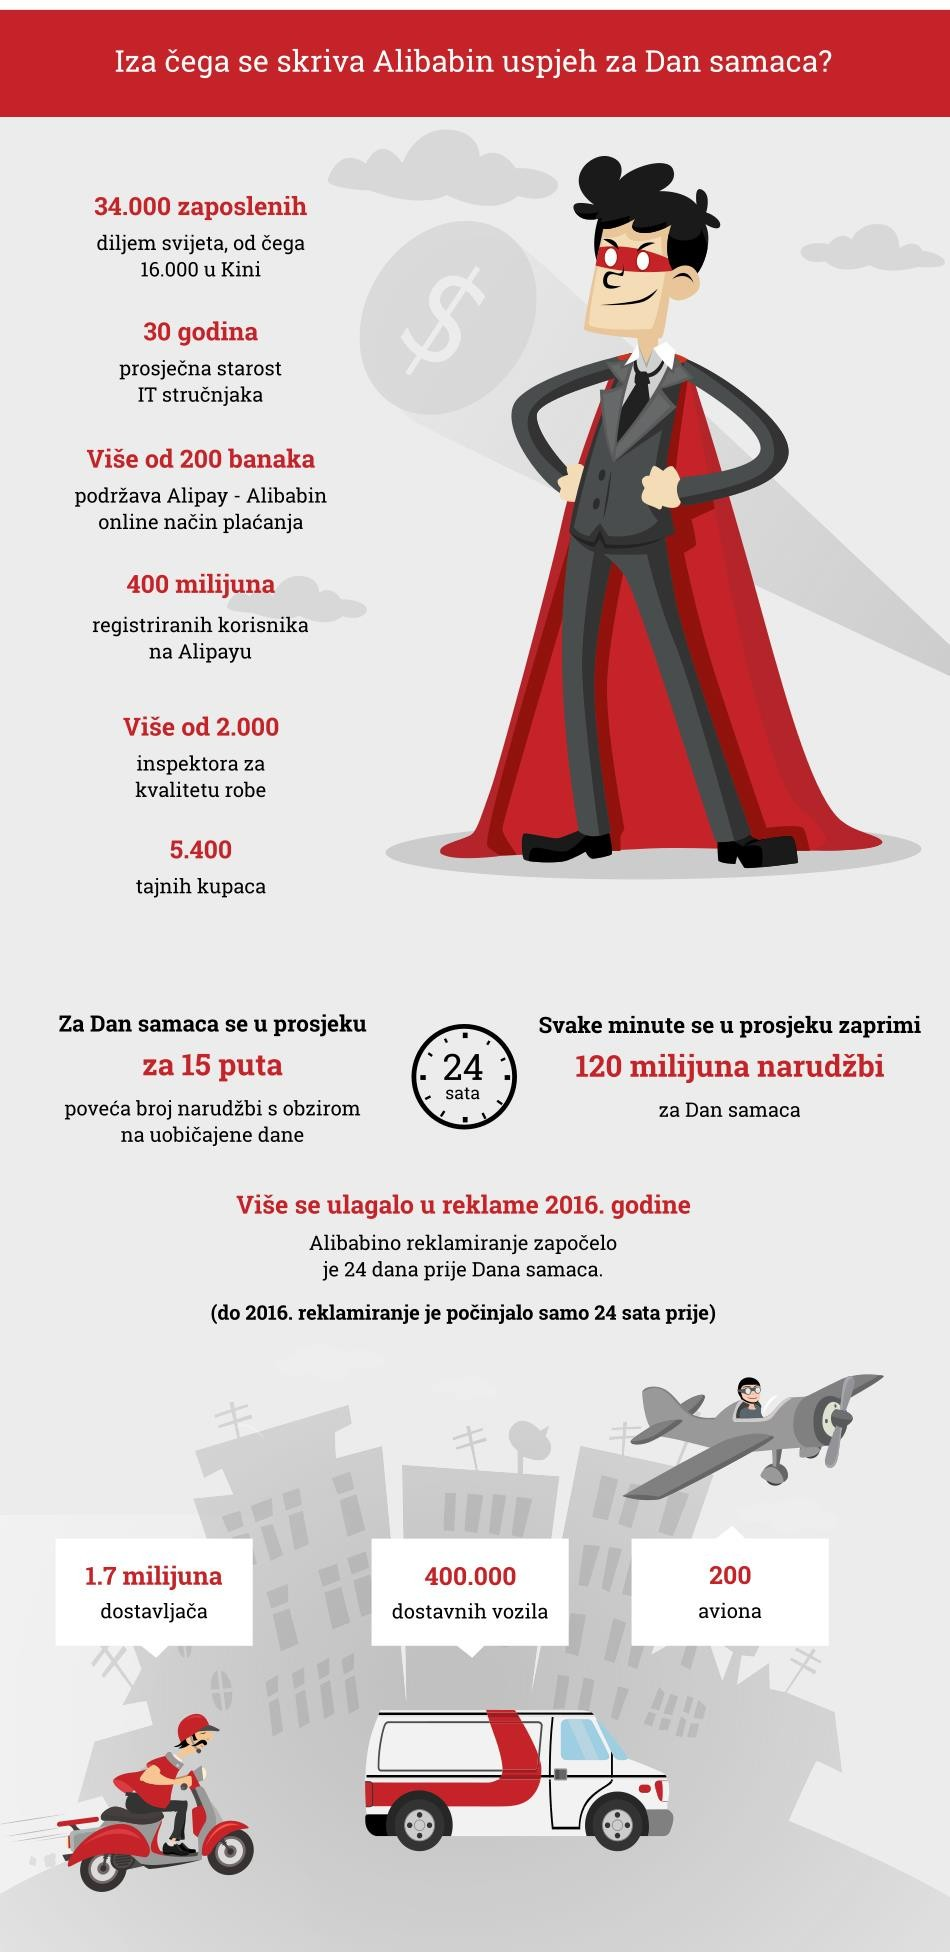 Iza čega se skriva Alibabin uspjeh za Dan samaca?
34.000 zaposlenih
diljem svijeta, od čega
16.000 u Kini
30 godina
prosječna starost
IT stručnjaka
Više od 200 banaka
podržava Alipay - Alibabin
online način plaćanja
400 milijuna
registriranih korisnika
na Alipayu
Više od 2.000
inspektora za
kvalitetu robe
5.400
tajnih kupaca
$
Za Dan samaca se u prosjeku
za 15 puta
poveća broj narudžbi s obzirom
na uobičajene dane
24
sata
Svake minute se u prosjeku zaprimi
120 milijuna narudžbi
za Dan samaca
Više se ulagalo u reklame 2016. godine
Alibabino reklamiranje započelo
je 24 dana prije Dana samaca.
(do 2016. reklamiranje je počinjalo samo 24 sata prije)
1.7 milijuna
dostavljača
400.000
dostavnih vozila
200
aviona